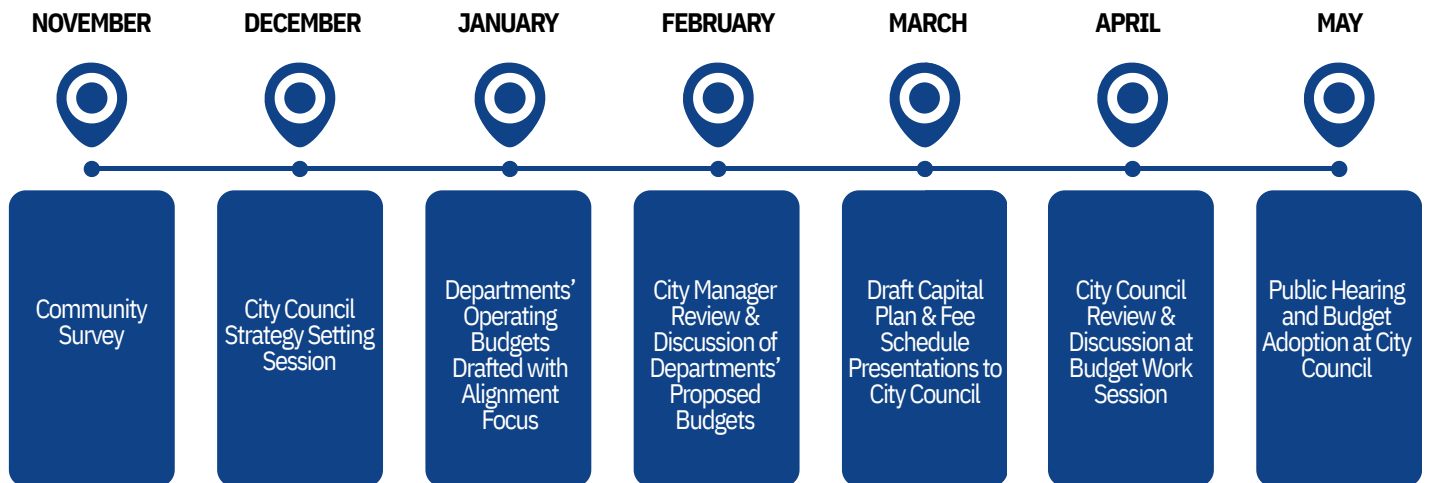 NOVEMBER
DECEMBER
JANUARY
FEBRUARY
MARCH
APRIL
MAY
Community
Survey
City Council
Strategy Setting
Session
Departments’
Operating
Budgets
Drafted with
Alignment
Focus
City Manager
Review &
Discussion of
Departments’
Proposed
Budgets
Draft Capital
Plan & Fee
Schedule
Presentations to
City Council
City Council
Review &
Discussion at
Budget Work
Session
Public Hearing
and Budget
Adoption at City
Council